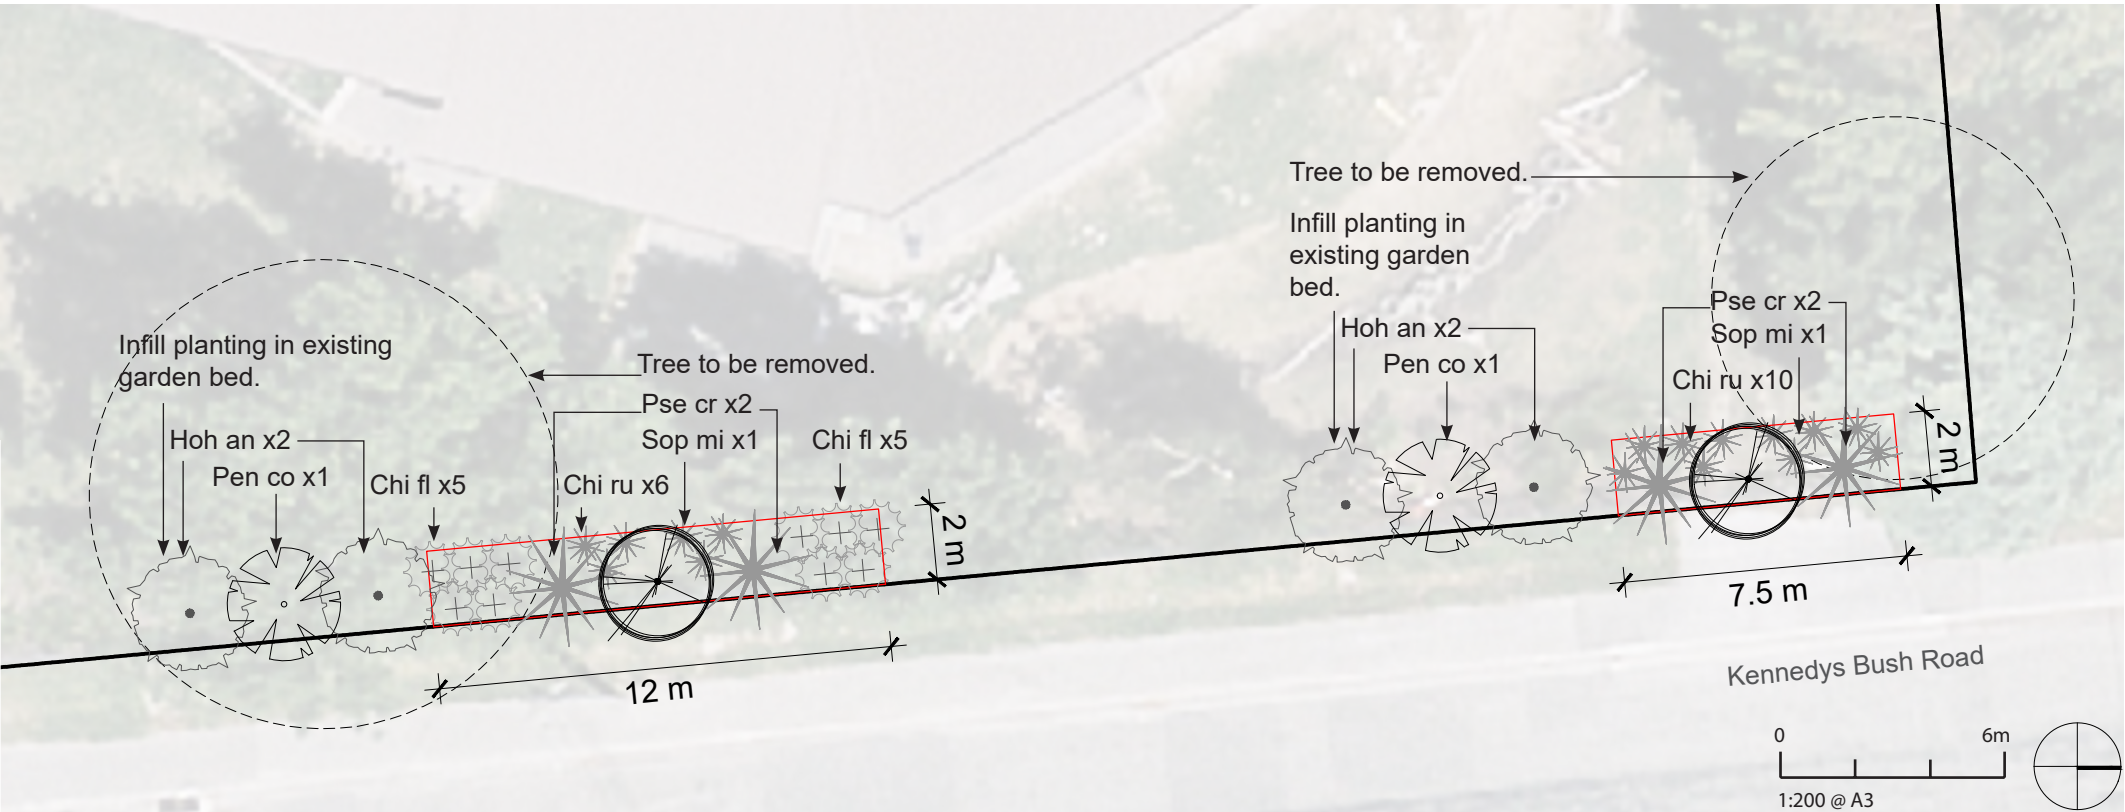 Tree to be removed.
Infill planting in
existing garden
bed.
Hoh an x2
Pen co x1
Pse cr x2
Sop mi x1
Chi ru x10
2 m
7.5 m
Infill planting in existing
garden bed.
Hoh an x2
Pen co x1
Chi fl x5
Tree to be removed.
Pse cr x2
Sop mi x1
Chi fl x5
Chi ru x6
2 m
12 m
Kennedys Bush Road
0 6m
1:200 @ A3